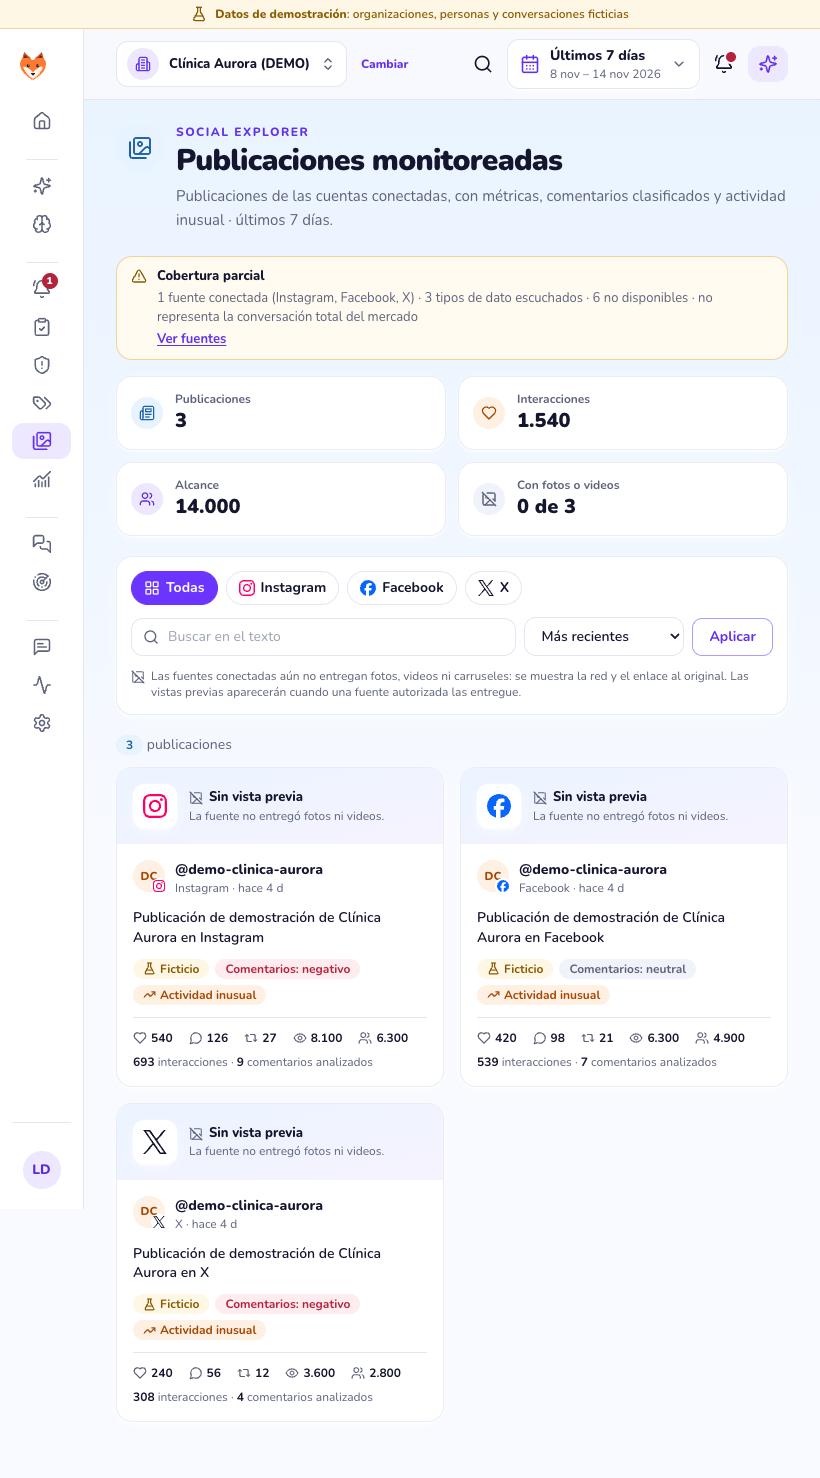 Datos de demostración: organizaciones, personas y conversaciones ficticias
Clínica Aurora (DEMO)
Cambiar
Últimos 7 días
8 nov – 14 nov 2026
1
LD
SOCIAL EXPLORER
Publicaciones monitoreadas
Publicaciones de las cuentas conectadas, con métricas, comentarios clasificados y actividad
inusual · últimos 7 días.
Cobertura parcial
1 fuente conectada (Instagram, Facebook, X) · 3 tipos de dato escuchados · 6 no disponibles · no
representa la conversación total del mercado
Ver fuentes
Publicaciones
3
Interacciones
1.540
Alcance
14.000
Con fotos o videos
0 de 3
Todas
Instagram
Facebook
X
Buscar en el texto
Más recientes
Aplicar
Las fuentes conectadas aún no entregan fotos, videos ni carruseles: se muestra la red y el enlace al original. Las
vistas previas aparecerán cuando una fuente autorizada las entregue.
3 publicaciones
Sin vista previa
La fuente no entregó fotos ni videos.
DC
@demo-clinica-aurora
Instagram · hace 4 d
Publicación de demostración de Clínica
Aurora en Instagram
Ficticio
Comentarios: negativo
Actividad inusual
540 126 27 8.100 6.300
693 interacciones · 9 comentarios analizados
Sin vista previa
La fuente no entregó fotos ni videos.
DC
@demo-clinica-aurora
Facebook · hace 4 d
Publicación de demostración de Clínica
Aurora en Facebook
Ficticio
Comentarios: neutral
Actividad inusual
420 98 21 6.300 4.900
539 interacciones · 7 comentarios analizados
Sin vista previa
La fuente no entregó fotos ni videos.
DC
@demo-clinica-aurora
X · hace 4 d
Publicación de demostración de Clínica
Aurora en X
Ficticio
Comentarios: negativo
Actividad inusual
240 56 12 3.600 2.800
308 interacciones · 4 comentarios analizados